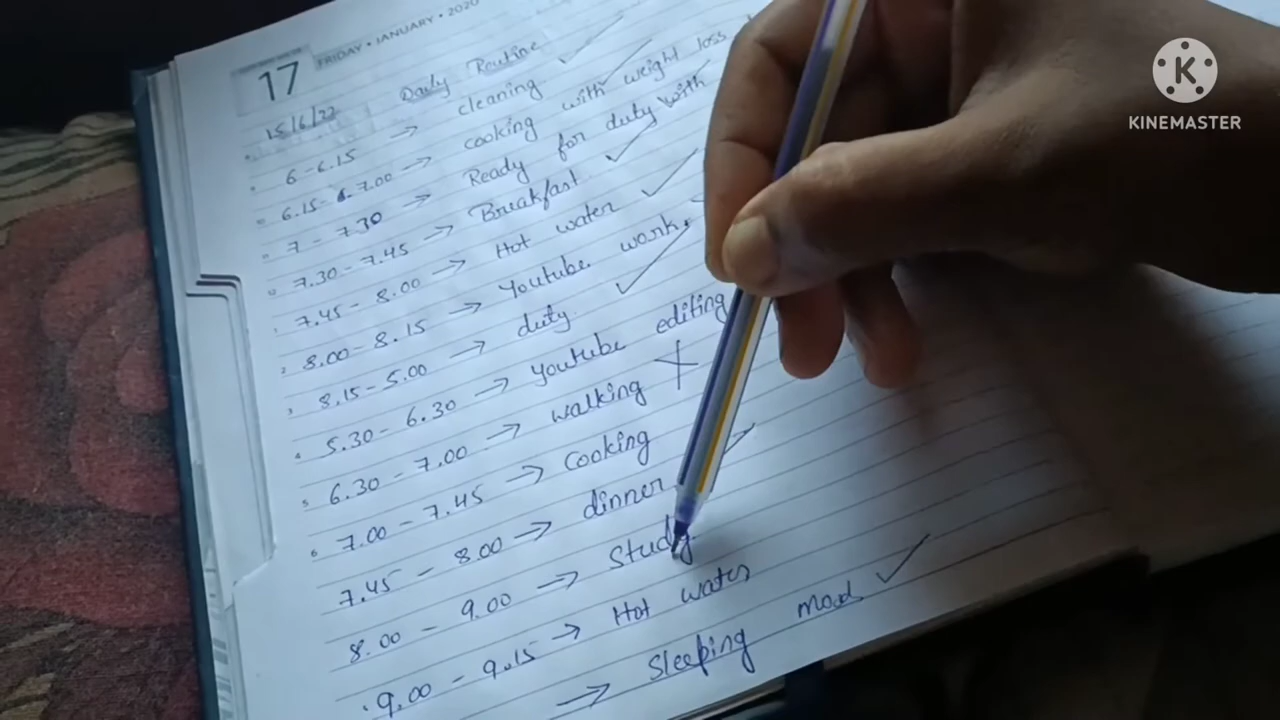 FRIDAY • JANUARY • 2020
17
15/6/22 Daily Routine
6 - 6.15 → cleaning ✓
6.15 - 7.00 → cooking with weight loss
7 - 7.30 → Ready for duty with
7.30 - 7.45 → Breakfast ✓
7.45 - 8.00 → Hot water ✓
8.00 - 8.15 → Youtube work.
8.15 - 5.00 → duty. ✓
5.30 - 6.30 → youtube editing
6.30 - 7.00 → walking X
7.00 - 7.45 → Cooking
7.45 - 8.00 → dinner ✓
8.00 - 9.00 → Study
9.00 - 9.15 → Hot water
→ Sleeping mood ✓
K
KINEMASTER